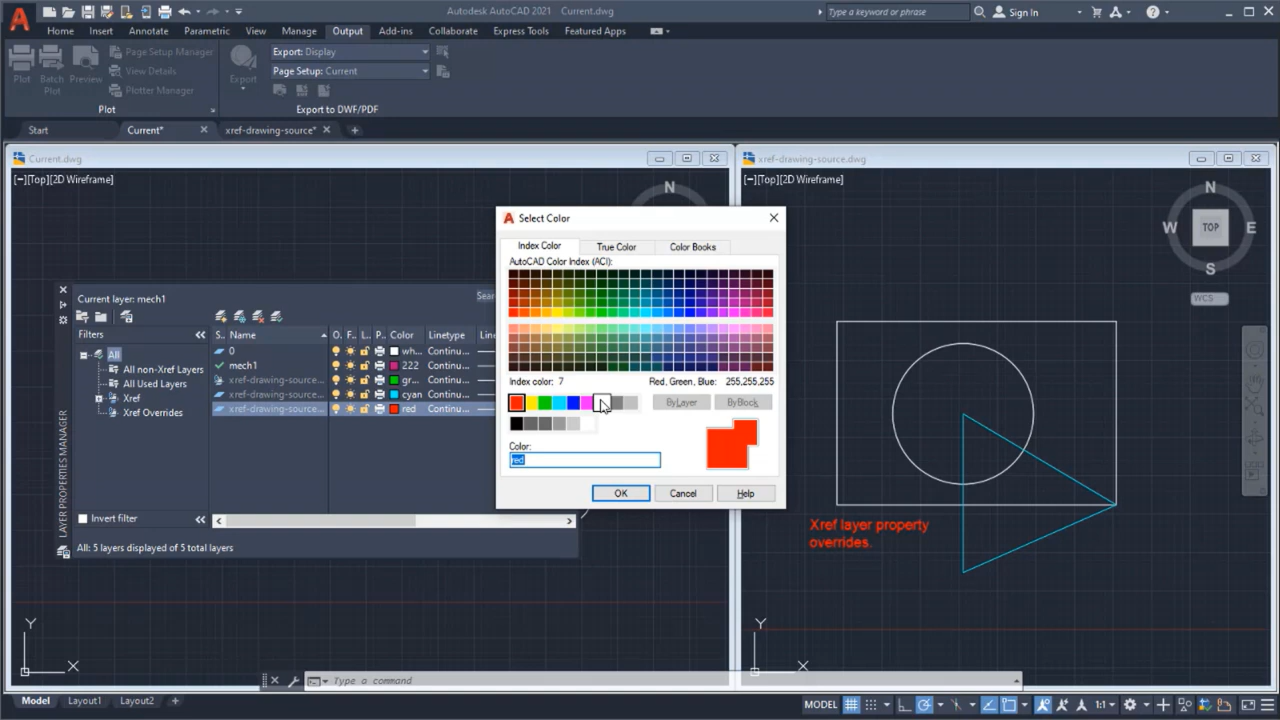 Autodesk AutoCAD 2021 Current.dwg
Type a keyword or phrase
Sign In
Home Insert Annotate Parametric View Manage Output Add-ins Collaborate Express Tools Featured Apps
Plot
Batch Plot
Preview
Page Setup Manager
View Details
Plotter Manager
Plot
Export
Export: Display
Page Setup: Current
Export to DWF/PDF
Start
Current*
xref-drawing-source*
Current.dwg
[−][Top][2D Wireframe]
N
xref-drawing-source.dwg
[−][Top][2D Wireframe]
N
W TOP E
S
WCS
Select Color
Index Color True Color Color Books
AutoCAD Color Index (ACI):
Index color: 7 Red, Green, Blue: 255,255,255
ByLayer ByBlock
Color:
red
OK Cancel Help
LAYER PROPERTIES MANAGER
Current layer: mech1
Sear
Filters
All
All non-Xref Layers
All Used Layers
Xref
Xref Overrides
Invert filter
S.. Name O. F.. L... P.. Color Linetype Line
0 wh... Continu...
mech1 222 Continu...
xref-drawing-source... gr... Continu...
xref-drawing-source... cyan Continu...
xref-drawing-source... red Continu...
All: 5 layers displayed of 5 total layers
Xref layer property
overrides.
Y
X
Y
X
Type a command
Model Layout1 Layout2
MODEL
1:1